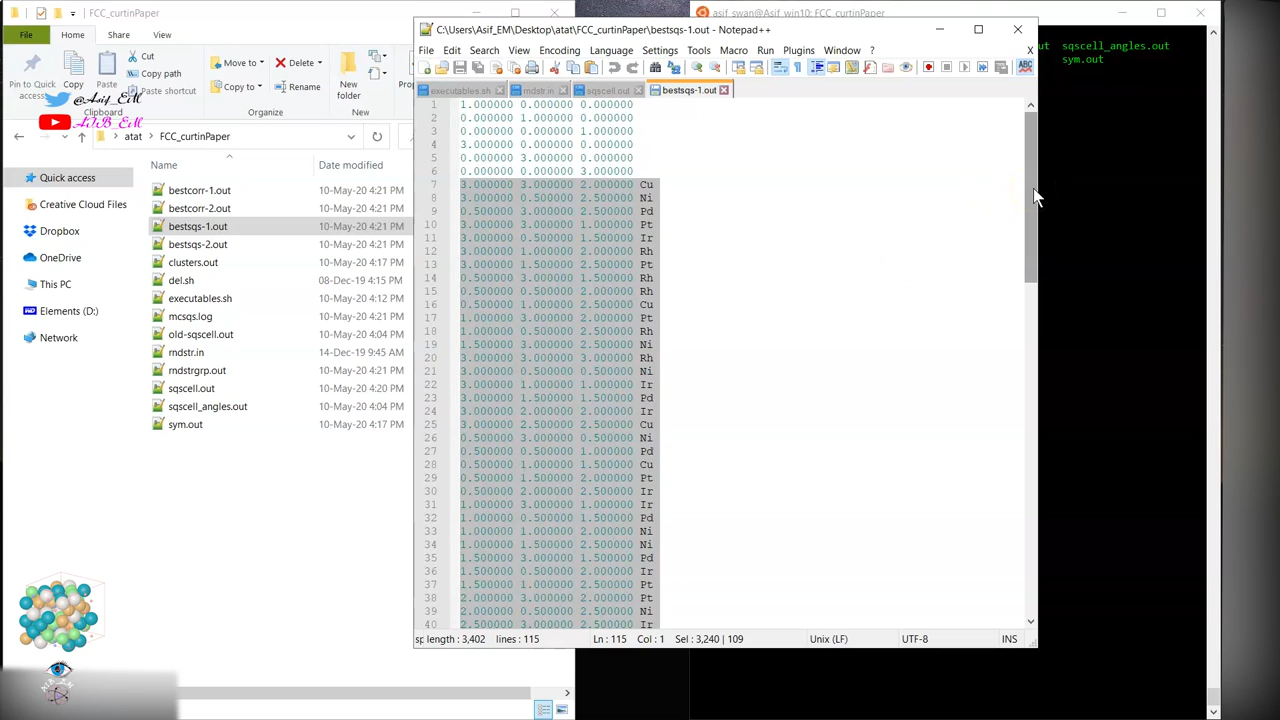 FCC_curtinPaper
File
Home
Share
View
Pin to Quick access
Copy
Paste
Cut
Copy path
Clipboard
Move to
Copy to
Delete
Rename
Organize
New folder
@Asif_EM
AIIB_EM
atat > FCC_curtinPaper
Quick access
Creative Cloud Files
Dropbox
OneDrive
This PC
Elements (D:)
Network
Name Date modified
bestcorr-1.out 10-May-20 4:21 PM
bestcorr-2.out 10-May-20 4:21 PM
bestsqs-1.out 10-May-20 4:21 PM
bestsqs-2.out 10-May-20 4:21 PM
clusters.out 10-May-20 4:17 PM
del.sh 08-Dec-19 4:15 PM
executables.sh 10-May-20 4:12 PM
mcsqs.log 10-May-20 4:21 PM
old-sqscell.out 10-May-20 4:04 PM
rndstr.in 14-Dec-19 9:45 AM
rndstrgrp.out 10-May-20 4:21 PM
sqscell.out 10-May-20 4:20 PM
sqscell_angles.out 10-May-20 4:04 PM
sym.out 10-May-20 4:17 PM
C:\Users\Asif_EM\Desktop\atat\FCC_curtinPaper\bestsqs-1.out - Notepad++
File Edit Search View Encoding Language Settings Tools Macro Run Plugins Window ? X
executables.sh rndstr.in sqscell.out bestsqs-1.out
1 1.000000 0.000000 0.000000
2 0.000000 1.000000 0.000000
3 0.000000 0.000000 1.000000
4 3.000000 0.000000 0.000000
5 0.000000 3.000000 0.000000
6 0.000000 0.000000 3.000000
7 3.000000 3.000000 2.000000 Cu
8 3.000000 0.500000 2.500000 Ni
9 0.500000 3.000000 2.500000 Pd
10 3.000000 3.000000 1.000000 Pt
11 3.000000 0.500000 1.500000 Ir
12 3.000000 1.000000 2.000000 Rh
13 3.000000 1.500000 2.500000 Pt
14 0.500000 3.000000 1.500000 Rh
15 0.500000 0.500000 2.000000 Rh
16 0.500000 1.000000 2.500000 Cu
17 1.000000 3.000000 2.000000 Pt
18 1.000000 0.500000 2.500000 Rh
19 1.500000 3.000000 2.500000 Ni
20 3.000000 3.000000 3.000000 Rh
21 3.000000 0.500000 0.500000 Ni
22 3.000000 1.000000 1.000000 Ir
23 3.000000 1.500000 1.500000 Pd
24 3.000000 2.000000 2.000000 Ir
25 3.000000 2.500000 2.500000 Cu
26 0.500000 3.000000 0.500000 Ni
27 0.500000 0.500000 1.000000 Pd
28 0.500000 1.000000 1.500000 Cu
29 0.500000 1.500000 2.000000 Pt
30 0.500000 2.000000 2.500000 Ir
31 1.000000 3.000000 1.000000 Ir
32 1.000000 0.500000 1.500000 Pd
33 1.000000 1.000000 2.000000 Ni
34 1.000000 1.500000 2.500000 Ni
35 1.500000 3.000000 1.500000 Pd
36 1.500000 0.500000 2.000000 Ir
37 1.500000 1.000000 2.500000 Pt
38 2.000000 3.000000 2.000000 Pt
39 2.000000 0.500000 2.500000 Ni
40 2.500000 3.000000 2.500000 Ir
length : 3,402 lines : 115 Ln : 115 Col : 1 Sel : 3,240 | 109 Unix (LF) UTF-8 INS
asif_swan@Asif_win10: FCC_curtinPaper
sqscell_angles.out
sym.out